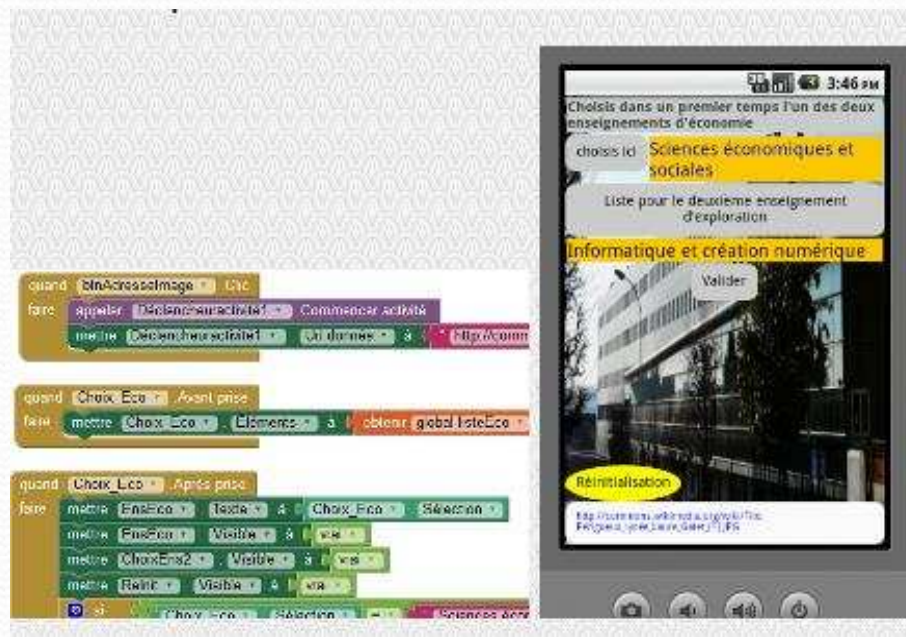 quand btnAdresseImage . Clic
faire appeler Déclencheuractivité1 . Commencer activité
mettre Déclencheuractivité1 . Uri donnée à " http://comm
quand Choix_Eco . Avant prise
faire mettre Choix_Eco . Eléments à obtenir global listeEco
quand Choix_Eco . Après prise
faire mettre EnsEco . Texte à Choix_Eco . Sélection
mettre EnsEco . Visible à vrai
mettre ChoixEns2 . Visible à vrai
mettre Reinit . Visible à vrai
si Choix_Eco . Sélection = " Sciences
3:46 PM
Choisis dans un premier temps l'un des deux
enseignements d'économie
choisis ici
Sciences économiques et
sociales
Liste pour le deuxième enseignement
d'exploration
Informatique et création numérique
Valider
Réinitialisation